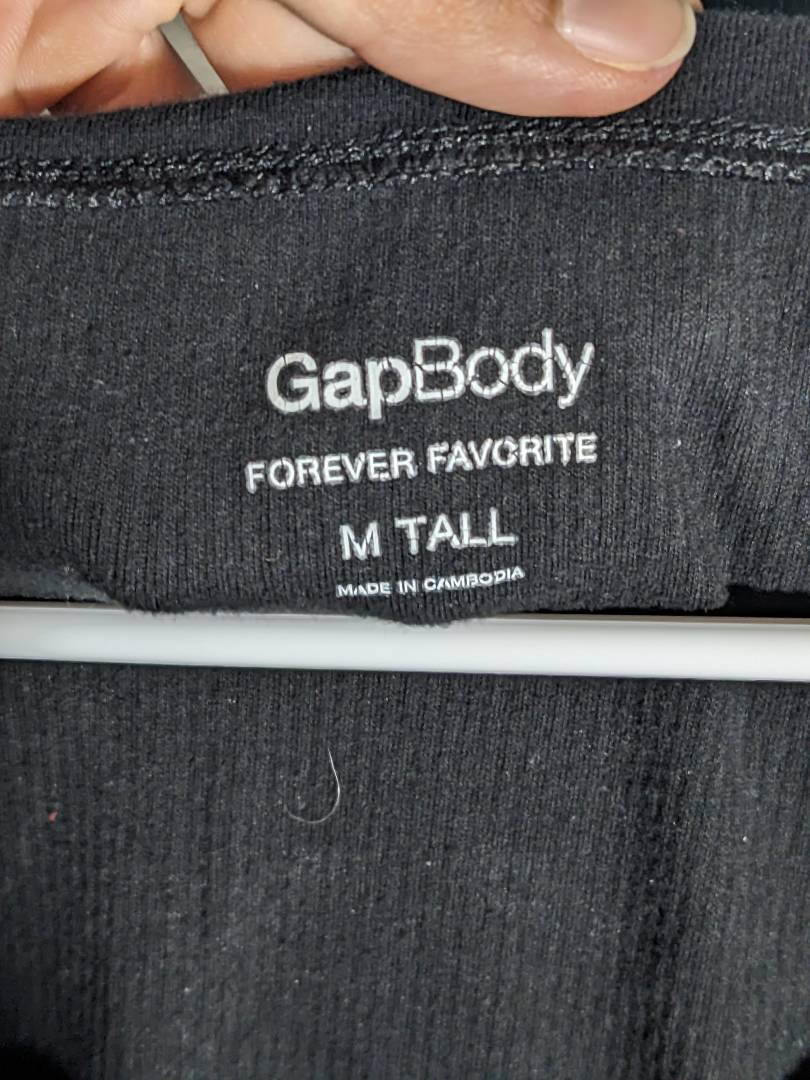 GapBody
FOREVER FAVORITE
M TALL
MADE IN CAMBODIA